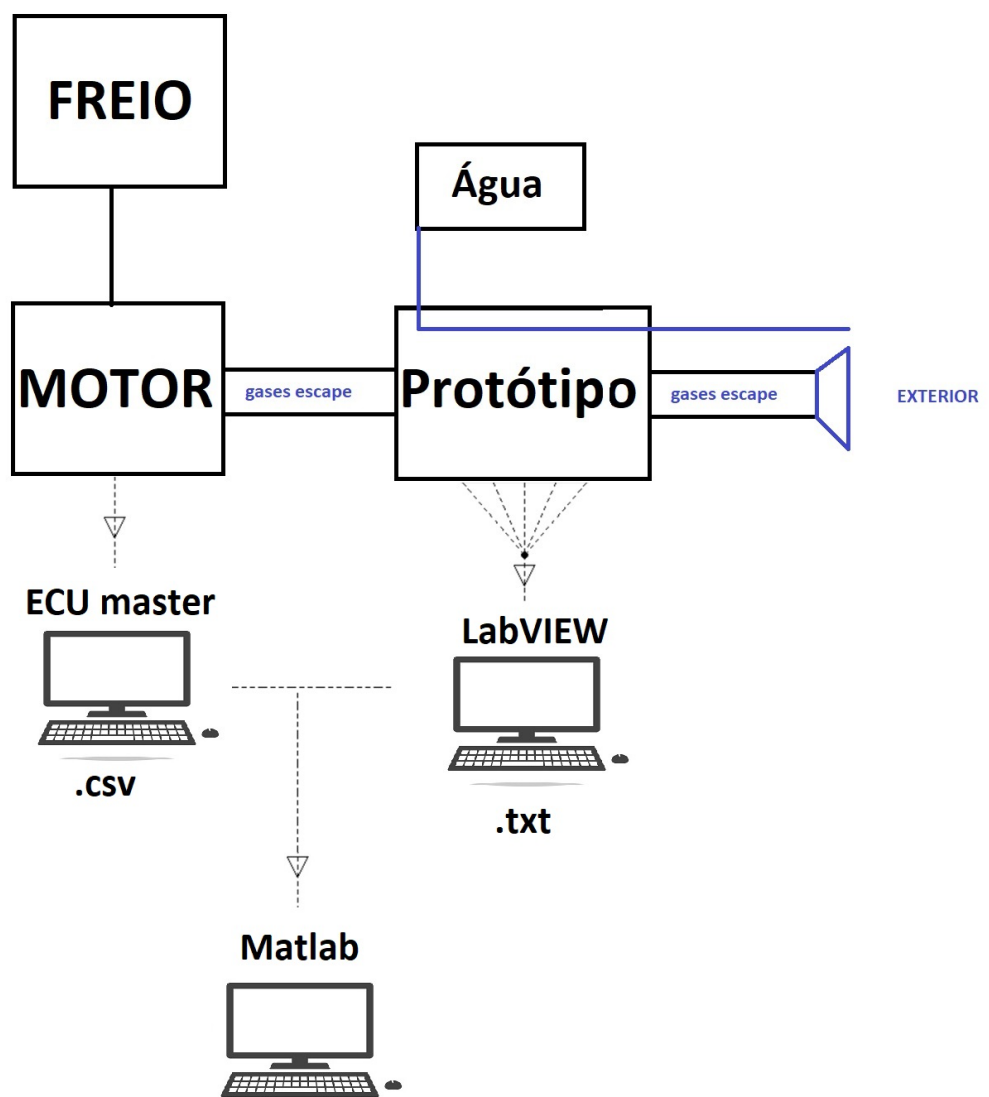 FREIO
Água
MOTOR
gases escape
Protótipo
gases escape
EXTERIOR
ECU master
LabVIEW
.csv
.txt
Matlab